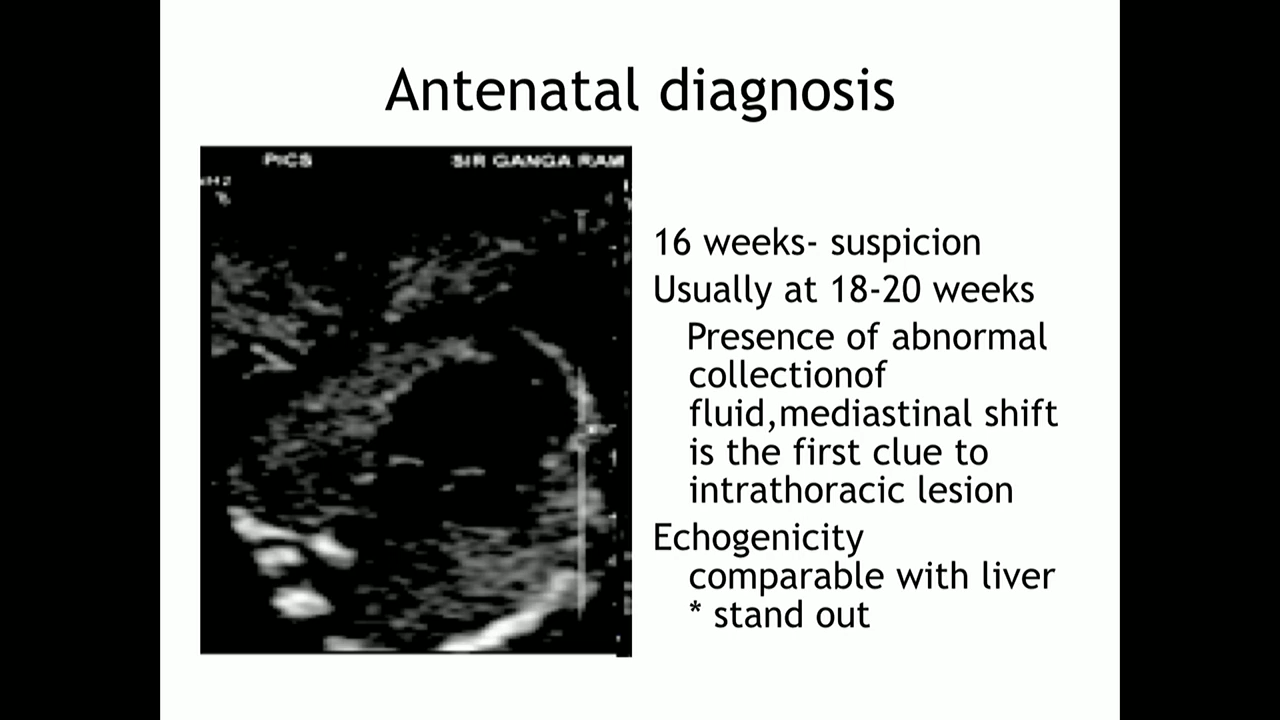 Antenatal diagnosis
PICS
SIR GANGA RAM
16 weeks- suspicion
Usually at 18-20 weeks
Presence of abnormal
collectionof
fluid,mediastinal shift
is the first clue to
intrathoracic lesion
Echogenicity
comparable with liver
* stand out